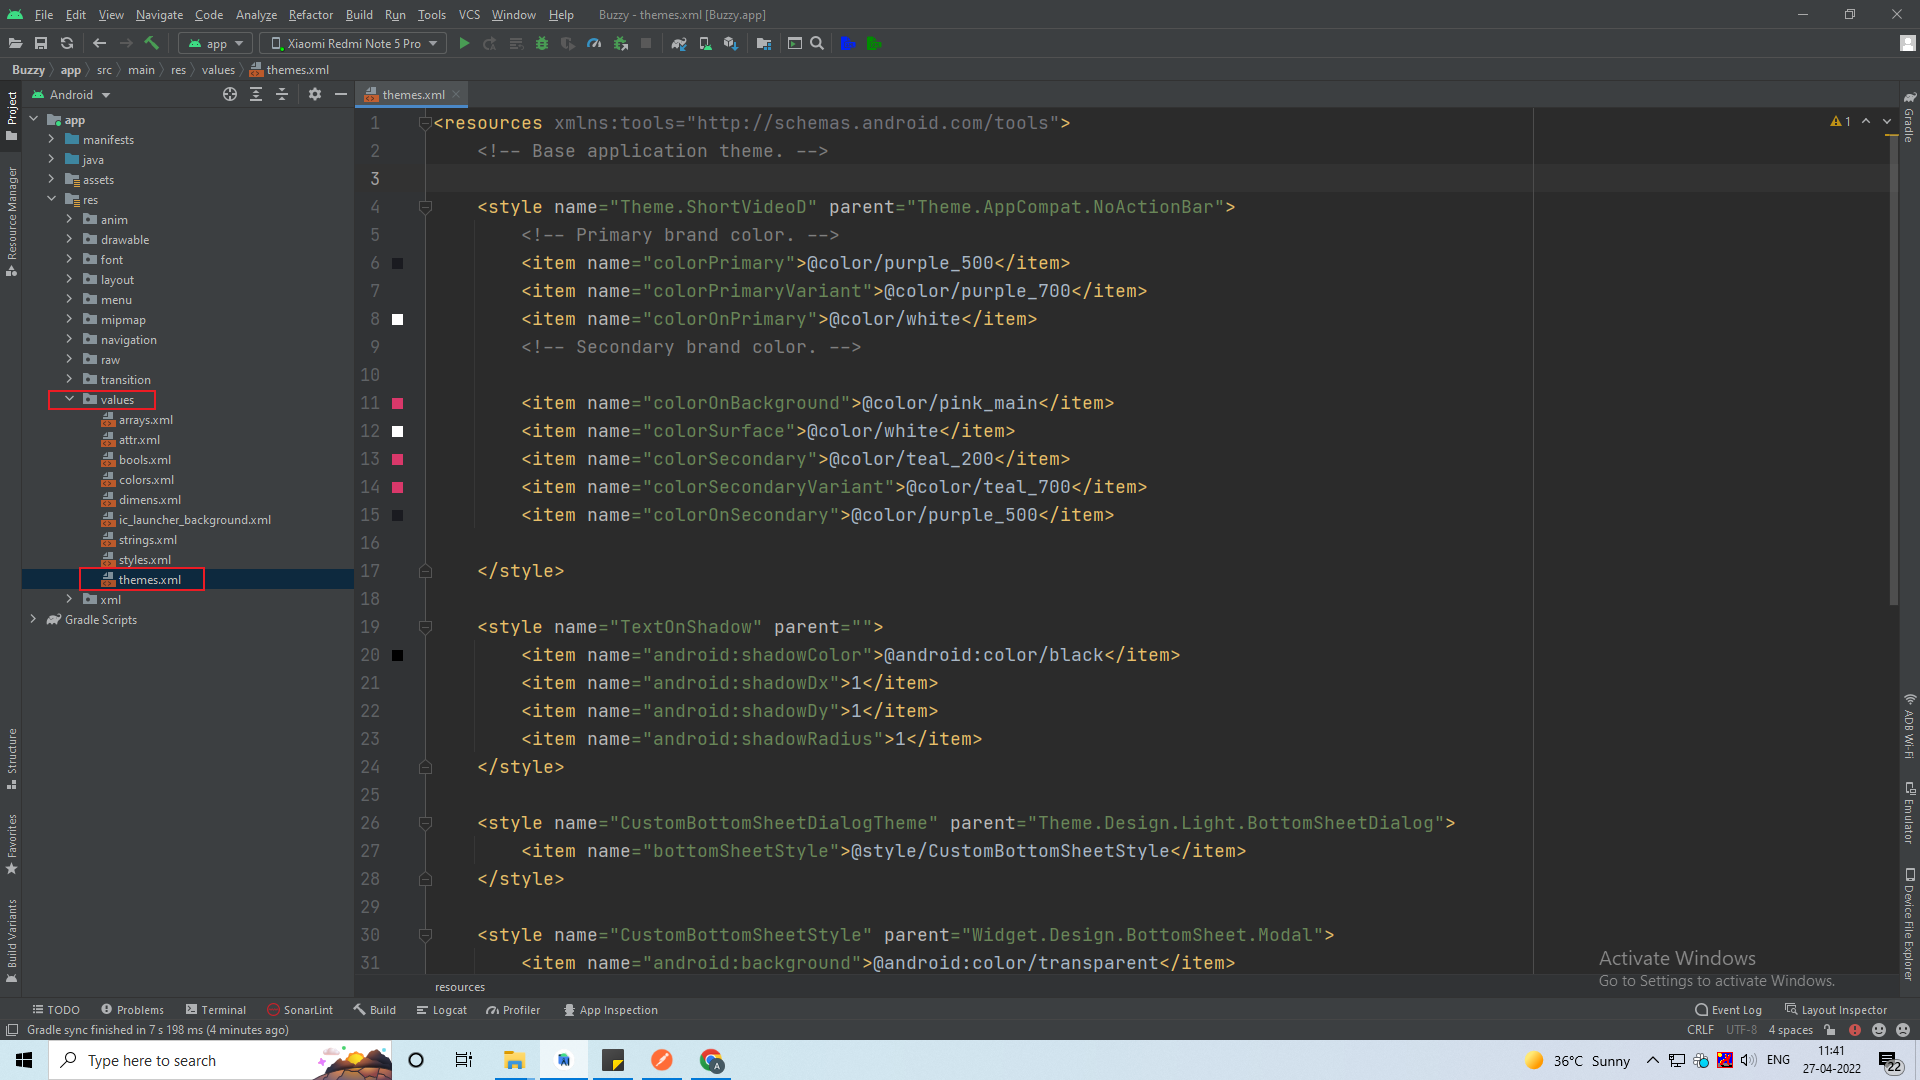 File Edit View Navigate Code Analyze Refactor Build Run Tools VCS Window Help Buzzy - themes.xml [Buzzy.app]
app Xiaomi Redmi Note 5 Pro
Buzzy app src main res values themes.xml
Android
themes.xml
Project
Resource Manager
Structure
Favorites
Build Variants
app
manifests
java
assets
res
anim
drawable
font
layout
menu
mipmap
navigation
raw
transition
values
arrays.xml
attr.xml
bools.xml
colors.xml
dimens.xml
ic_launcher_background.xml
strings.xml
styles.xml
themes.xml
xml
Gradle Scripts
1 <resources xmlns:tools="http://schemas.android.com/tools">
2 <!-- Base application theme. -->
3
4 <style name="Theme.ShortVideoD" parent="Theme.AppCompat.NoActionBar">
5 <!-- Primary brand color. -->
6 <item name="colorPrimary">@color/purple_500</item>
7 <item name="colorPrimaryVariant">@color/purple_700</item>
8 <item name="colorOnPrimary">@color/white</item>
9 <!-- Secondary brand color. -->
10
11 <item name="colorOnBackground">@color/pink_main</item>
12 <item name="colorSurface">@color/white</item>
13 <item name="colorSecondary">@color/teal_200</item>
14 <item name="colorSecondaryVariant">@color/teal_700</item>
15 <item name="colorOnSecondary">@color/purple_500</item>
16
17 </style>
18
19 <style name="TextOnShadow" parent="">
20 <item name="android:shadowColor">@android:color/black</item>
21 <item name="android:shadowDx">1</item>
22 <item name="android:shadowDy">1</item>
23 <item name="android:shadowRadius">1</item>
24 </style>
25
26 <style name="CustomBottomSheetDialogTheme" parent="Theme.Design.Light.BottomSheetDialog">
27 <item name="bottomSheetStyle">@style/CustomBottomSheetStyle</item>
28 </style>
29
30 <style name="CustomBottomSheetStyle" parent="Widget.Design.BottomSheet.Modal">
31 <item name="android:background">@android:color/transparent</item>
1
Gradle
ADB Wi-Fi
Emulator
Device File Explorer
Activate Windows
Go to Settings to activate Windows.
resources
TODO Problems Terminal SonarLint Build Logcat Profiler App Inspection Event Log Layout Inspector
Gradle sync finished in 7 s 198 ms (4 minutes ago) CRLF UTF-8 4 spaces
Type here to search
36°C Sunny ENG
11:41
27-04-2022
22